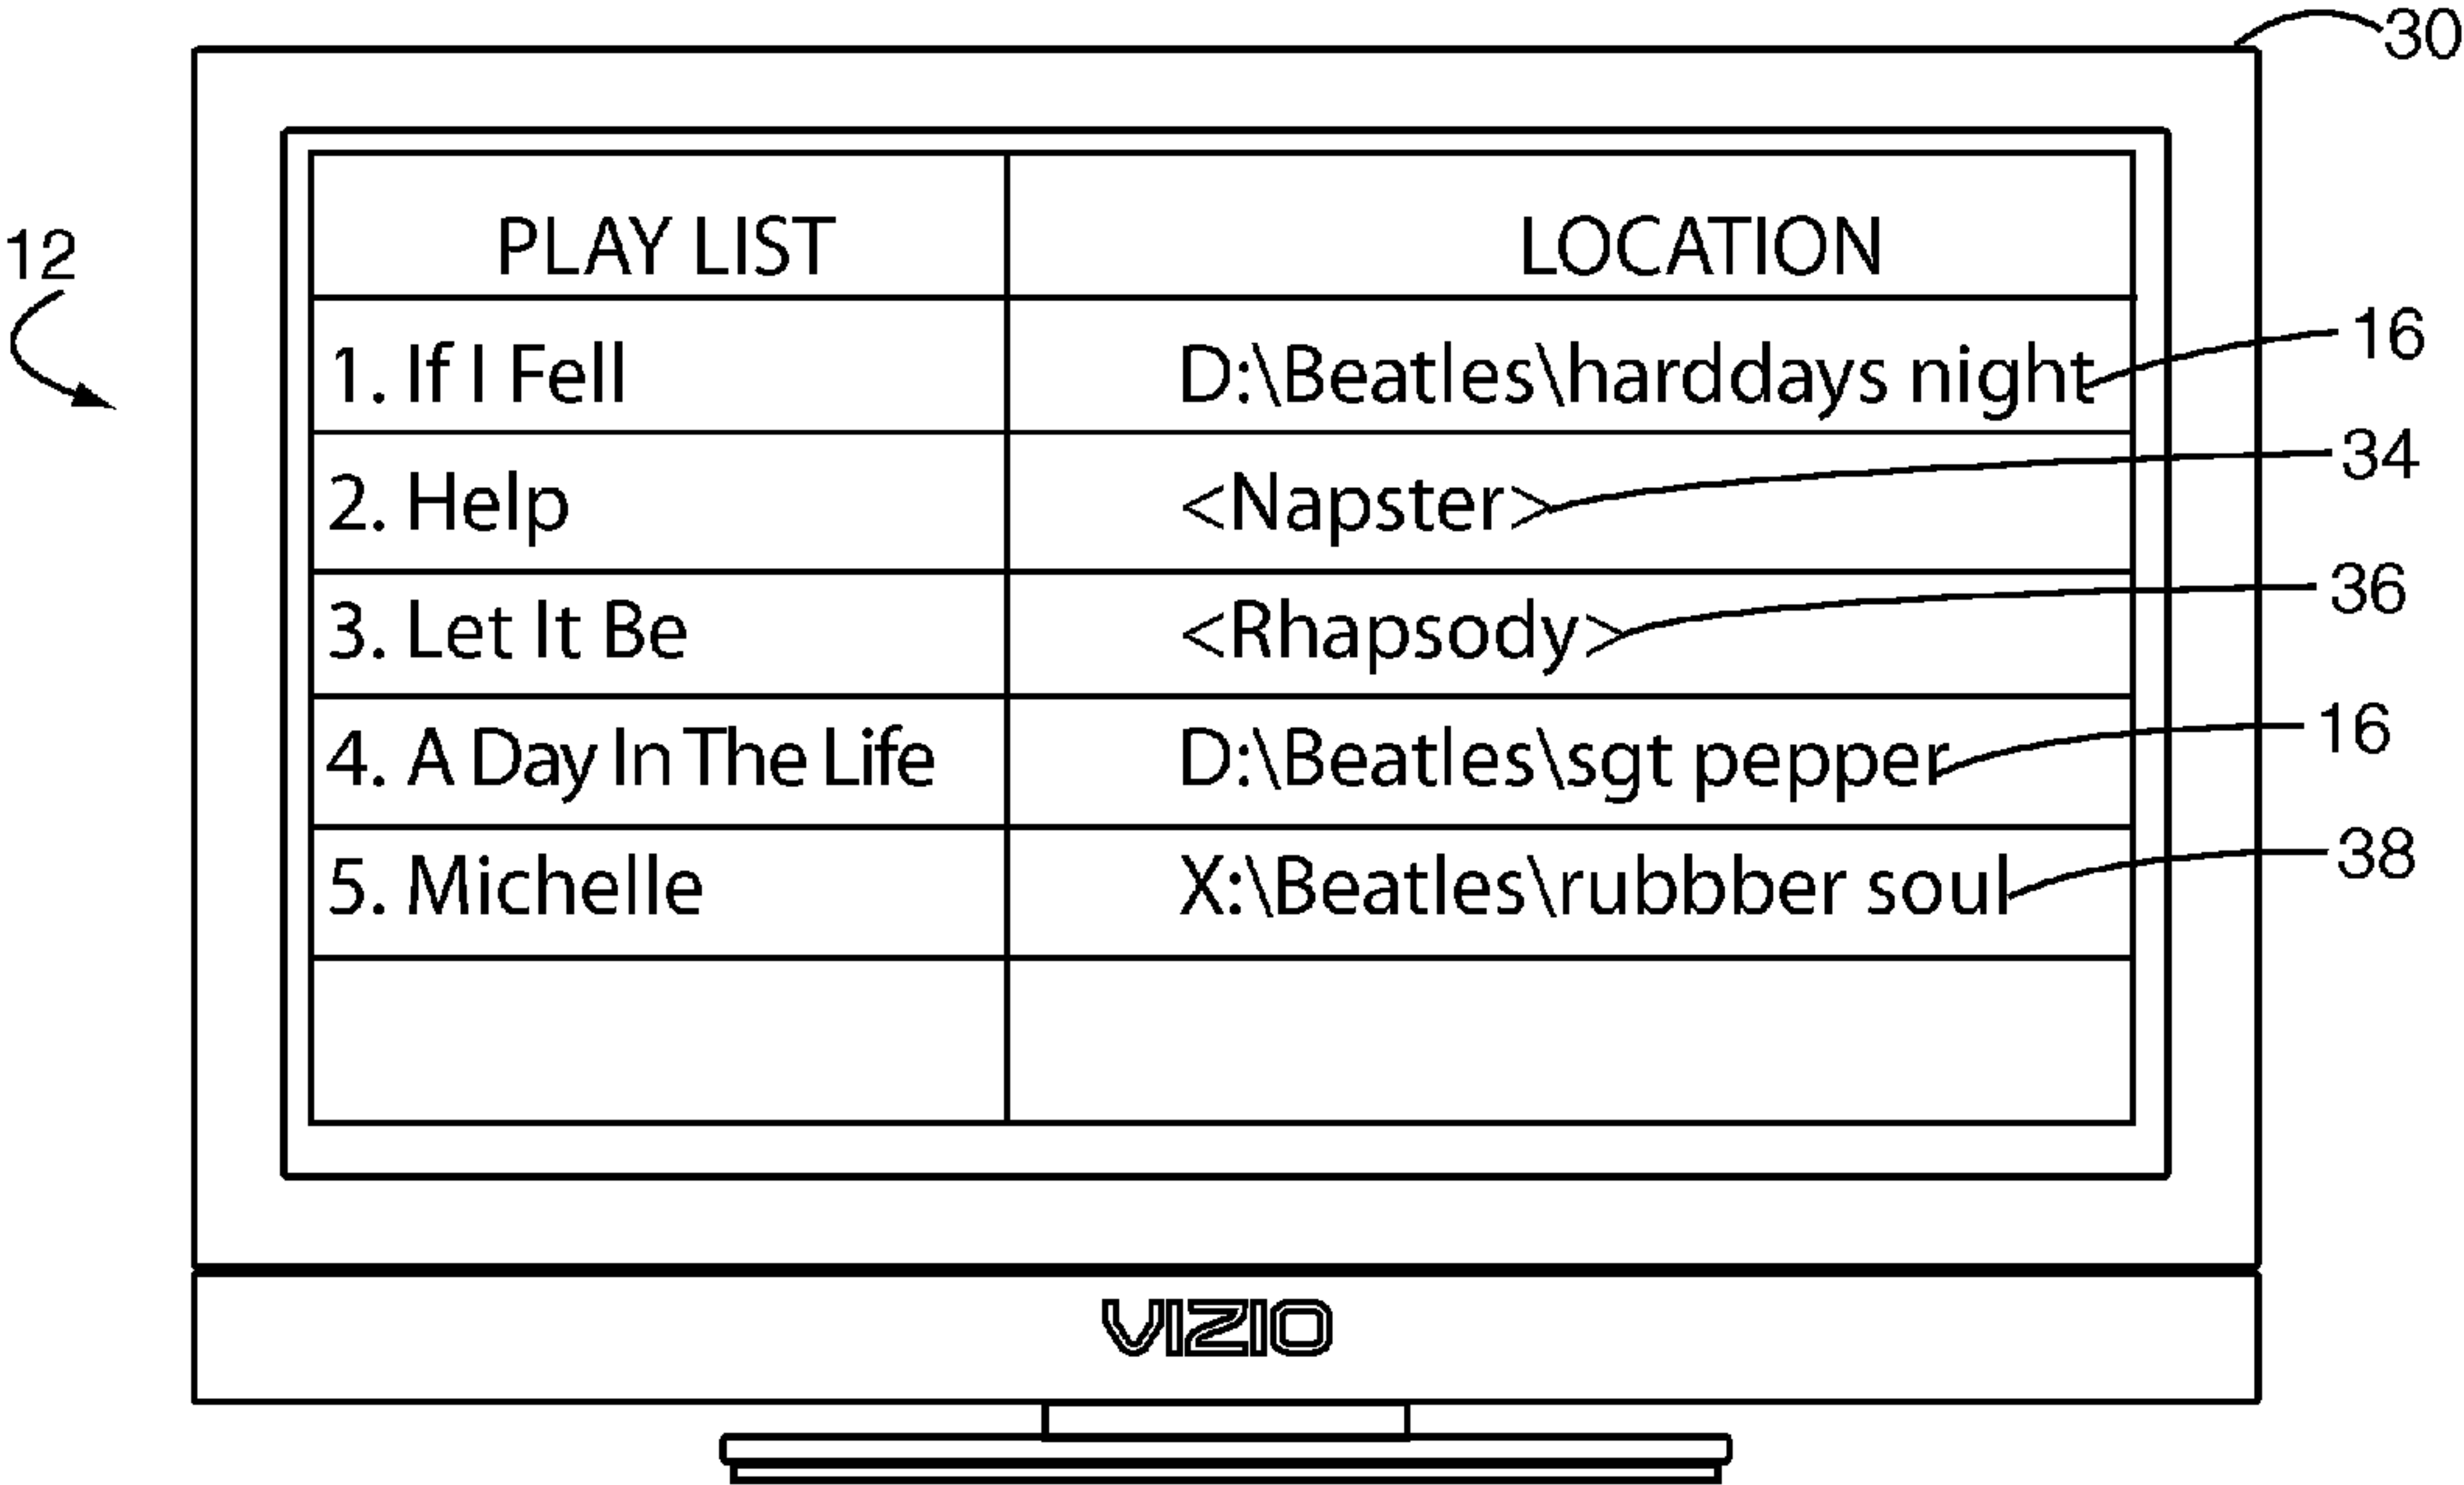 30
12
PLAY LIST LOCATION
1. If I Fell D:\Beatles\harddays night 16
2. Help <Napster> 34
3. Let It Be <Rhapsody> 36
4. A Day In The Life D:\Beatles\sgt pepper 16
5. Michelle X:\Beatles\rubbber soul 38
VIZIO